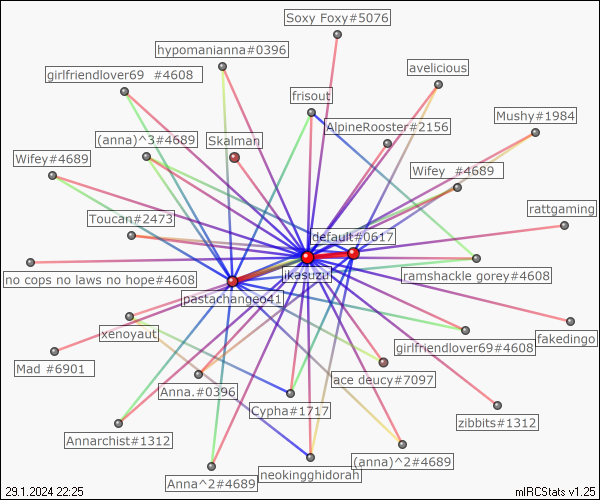 Soxy Foxy#5076
hypomanianna#0396
avelicious
girlfriendlover69 #4608
frisout
Mushy#1984
AlpineRooster#2156
(anna)^3#4689
Skalman
Wifey#4689
Wifey_#4689
rattgaming
Toucan#2473
default#0617
no cops no laws no hope#4608
jkasuzu
ramshackle gorey#4608
pastachangeo41
xenoyaut
fakedingo
girlfriendlover69#4608
Mad #6901
ace deucy#7097
Anna.#0396
Cypha#1717
zibbits#1312
Annarchist#1312
(anna)^2#4689
neokingghidorah
Anna^2#4689
29.1.2024 22:25
mIRCStats v1.25